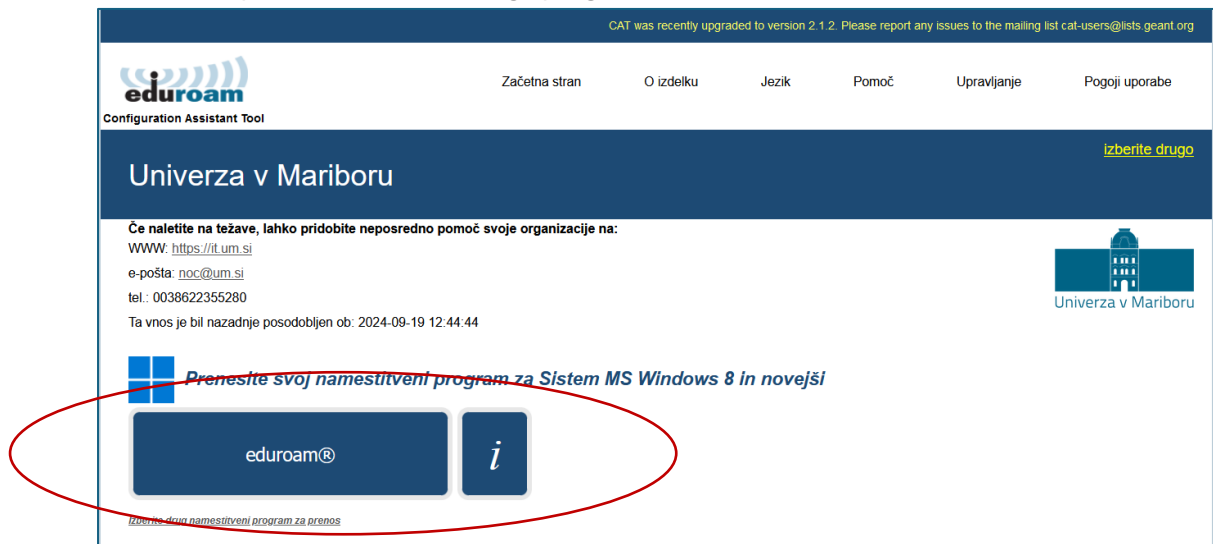 CAT was recently upgraded to version 2.1.2. Please report any issues to the mailing list cat-users@lists.geant.org
eduroam
Configuration Assistant Tool
Začetna stran O izdelku Jezik Pomoč Upravljanje Pogoji uporabe
izberite drugo
Univerza v Mariboru
Če naletite na težave, lahko pridobite neposredno pomoč svoje organizacije na:
WWW: https://it.um.si
e-pošta: noc@um.si
tel.: 0038622355280
Ta vnos je bil nazadnje posodobljen ob: 2024-09-19 12:44:44
Univerza v Mariboru
Prenesite svoj namestitveni program za Sistem MS Windows 8 in novejši
eduroam®
i
Izberite drug namestitveni program za prenos